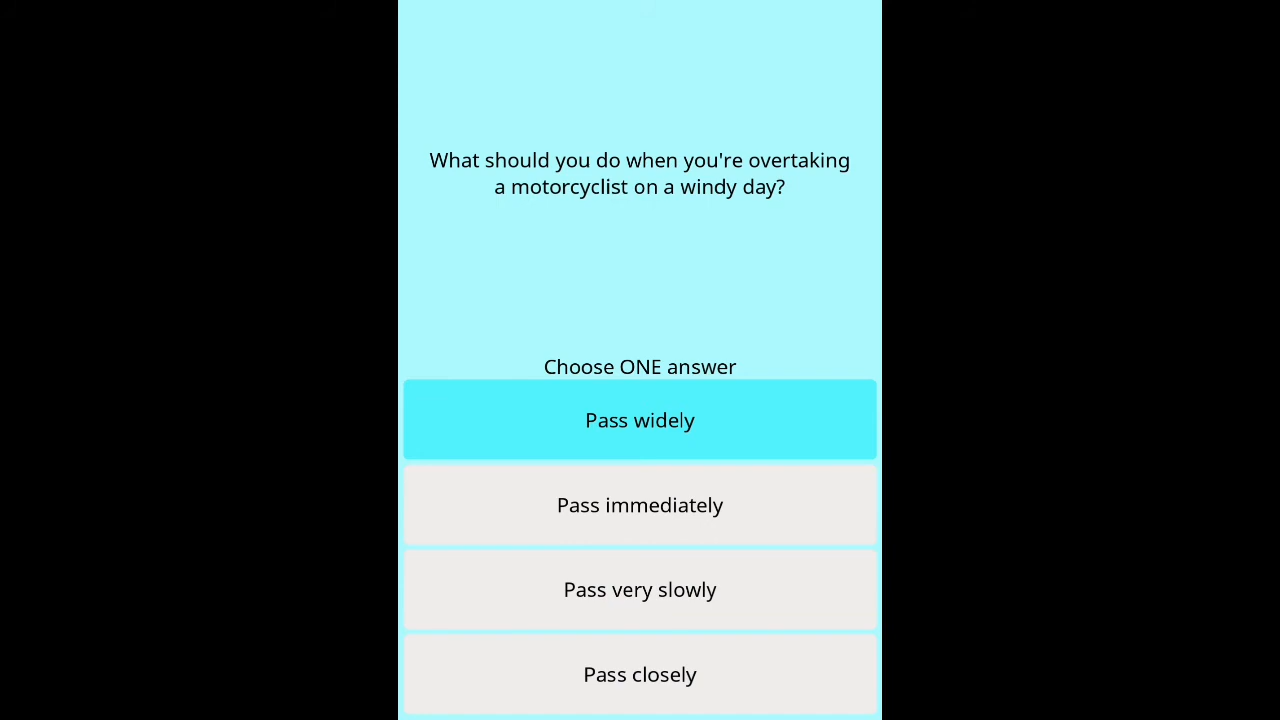 What should you do when you're overtaking
a motorcyclist on a windy day?
Choose ONE answer
Pass widely
Pass immediately
Pass very slowly
Pass closely